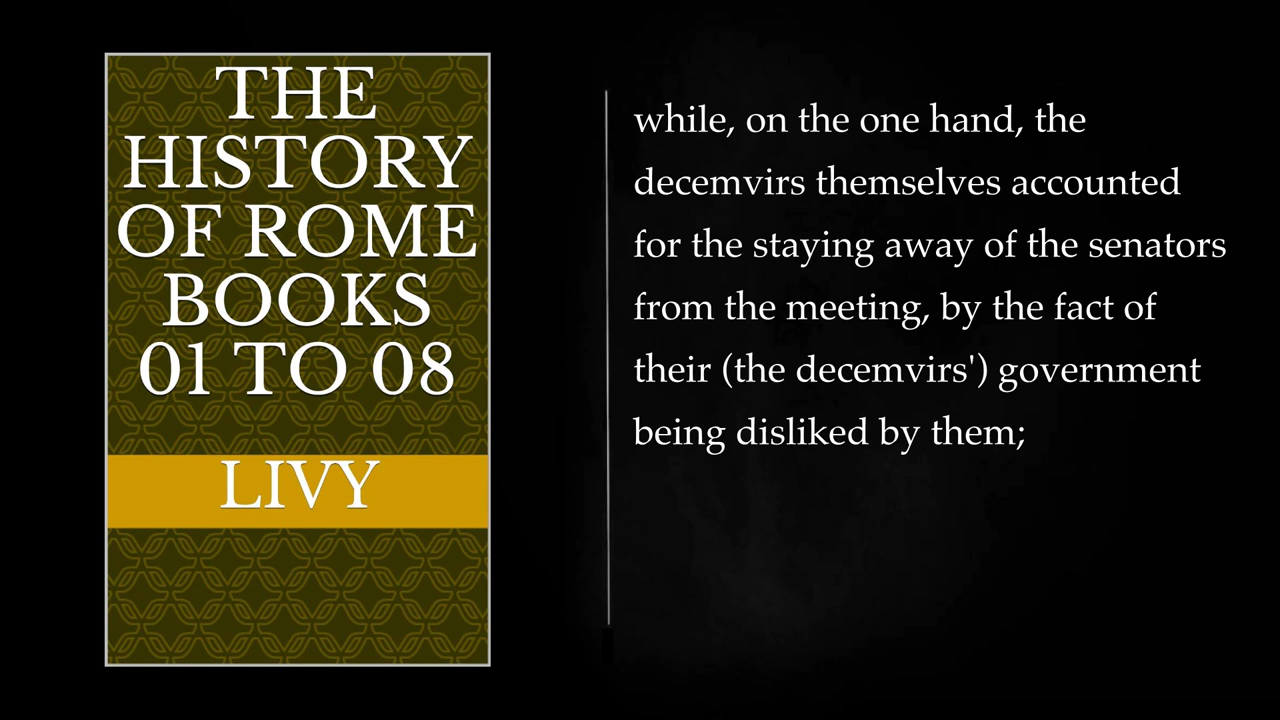 THE
HISTORY
OF ROME
BOOKS
01 TO 08
LIVY
while, on the one hand, the
decemvirs themselves accounted
for the staying away of the senators
from the meeting, by the fact of
their (the decemvirs') government
being disliked by them;